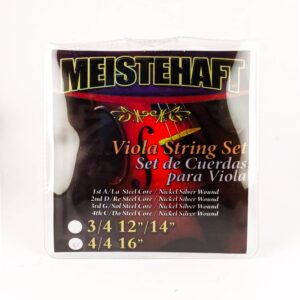 MEISTEHAFT
Viola String Set
Set de Cuerdas
para Viola
1st A/La Steel Core / Nickel Silver Wound
2nd D/Re Steel Core / Nickel Silver Wound
3rd G/Sol Steel Core / Nickel Silver Wound
4th C/Do Steel Core / Nickel Silver Wound
3/4 12"/14"
4/4 16"